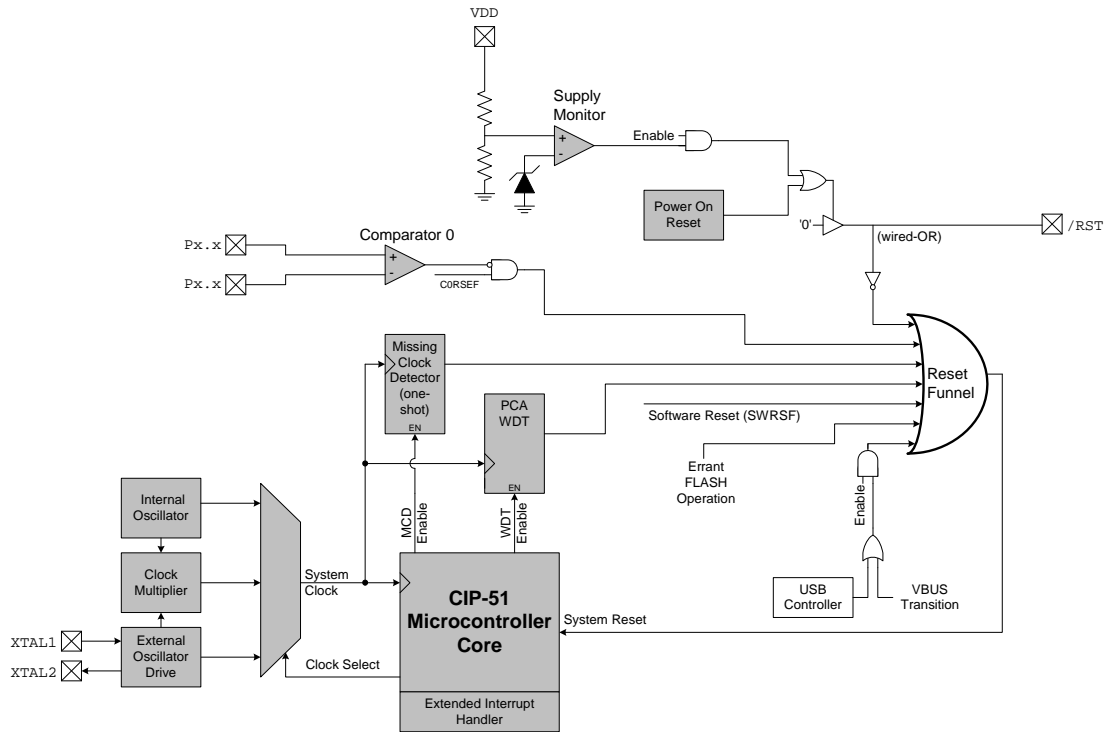 VDD
Supply
Monitor
+
-
Enable
Power On
Reset
'0'
(wired-OR)
/RST
Px.x
Px.x
Comparator 0
+
-
C0RSEF
Missing
Clock
Detector
(one-
shot)
EN
PCA
WDT
EN
Reset
Funnel
Software Reset (SWRSF)
Errant
FLASH
Operation
Enable
Internal
Oscillator
Clock
Multiplier
External
Oscillator
Drive
XTAL1
XTAL2
System
Clock
Clock Select
MCD
Enable
WDT
Enable
CIP-51
Microcontroller
Core
Extended Interrupt
Handler
System Reset
USB
Controller
VBUS
Transition